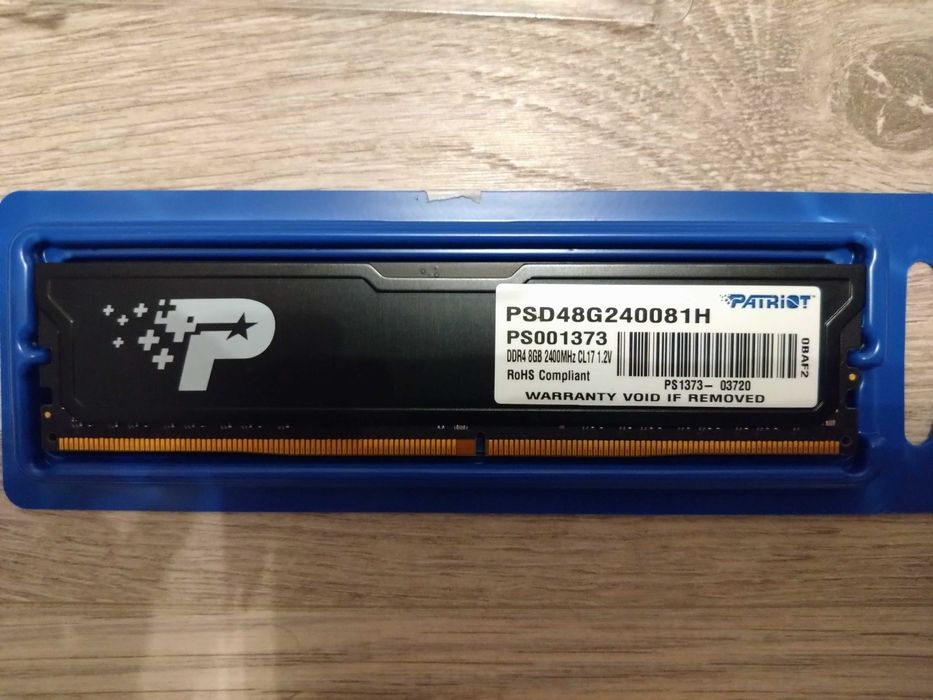 P
PATRiOT
PSD48G240081H
PS001373
DDR4 8GB 2400MHz CL17 1.2V
RoHS Compliant
0BAF2
PS1373- 03720
WARRANTY VOID IF REMOVED